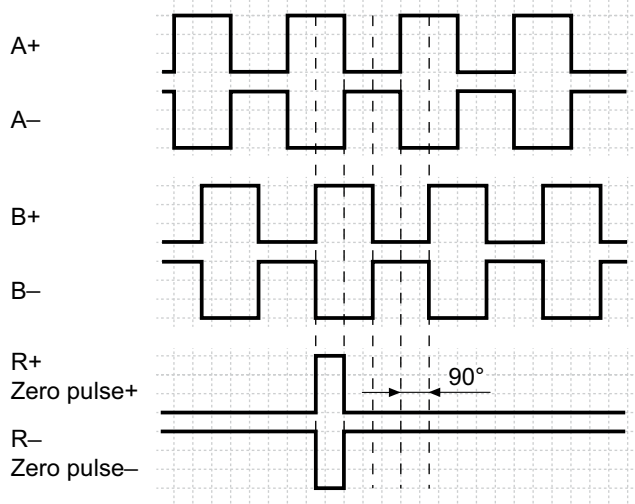 A+
A–
B+
B–
R+
Zero pulse+
90°
R–
Zero pulse–